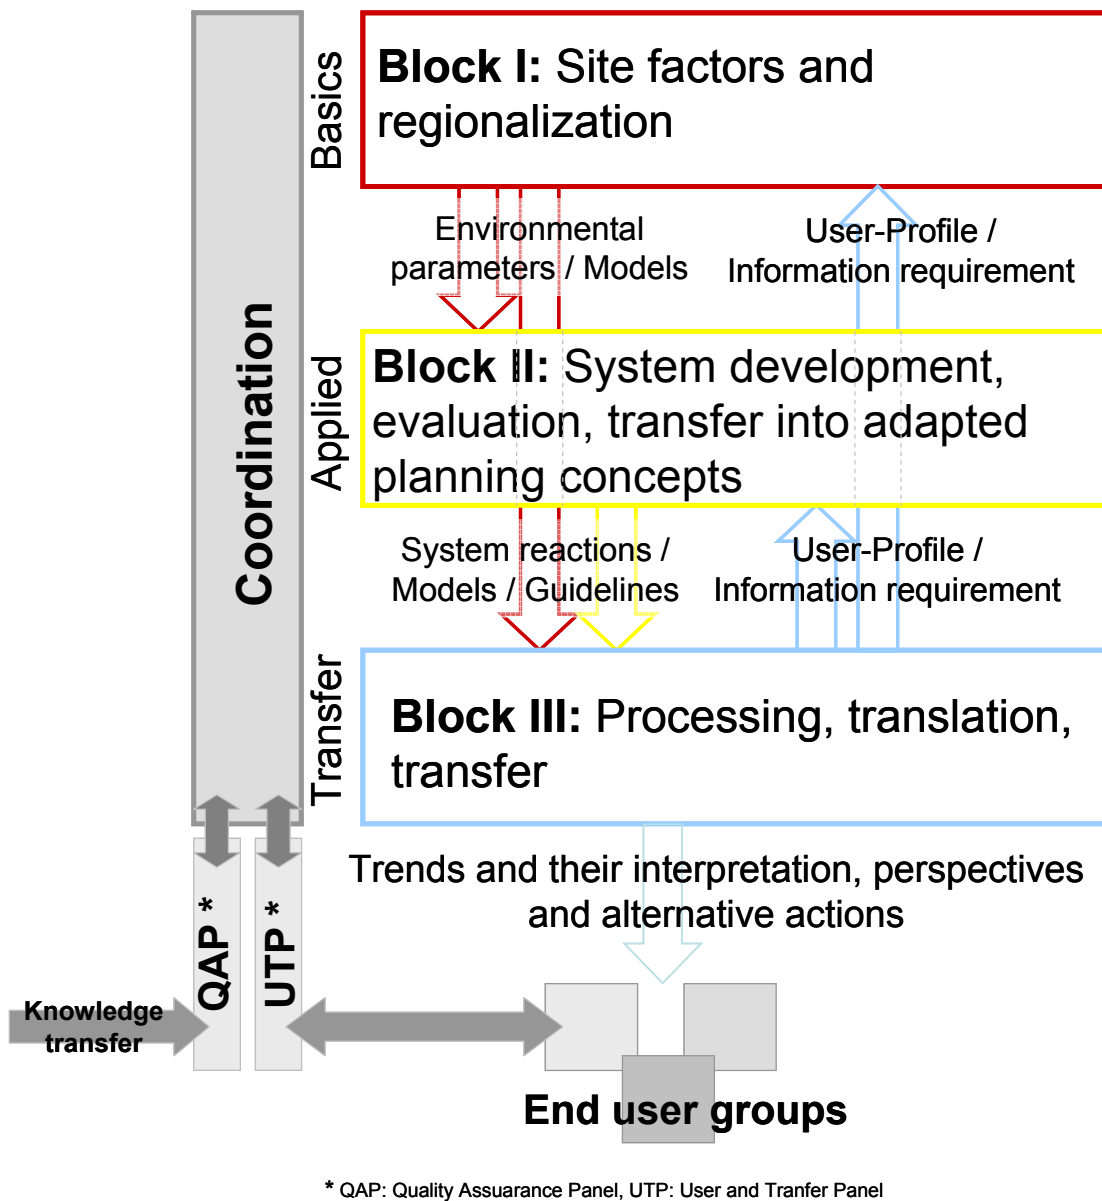 Coordination
Basics
Block I: Site factors and
regionalization
Environmental
parameters / Models
User-Profile /
Information requirement
Applied
Block II: System development,
evaluation, transfer into adapted
planning concepts
System reactions /
Models / Guidelines
User-Profile /
Information requirement
Transfer
Block III: Processing, translation,
transfer
Trends and their interpretation, perspectives
and alternative actions
QAP *
UTP *
Knowledge
transfer
End user groups
* QAP: Quality Assuarance Panel, UTP: User and Tranfer Panel